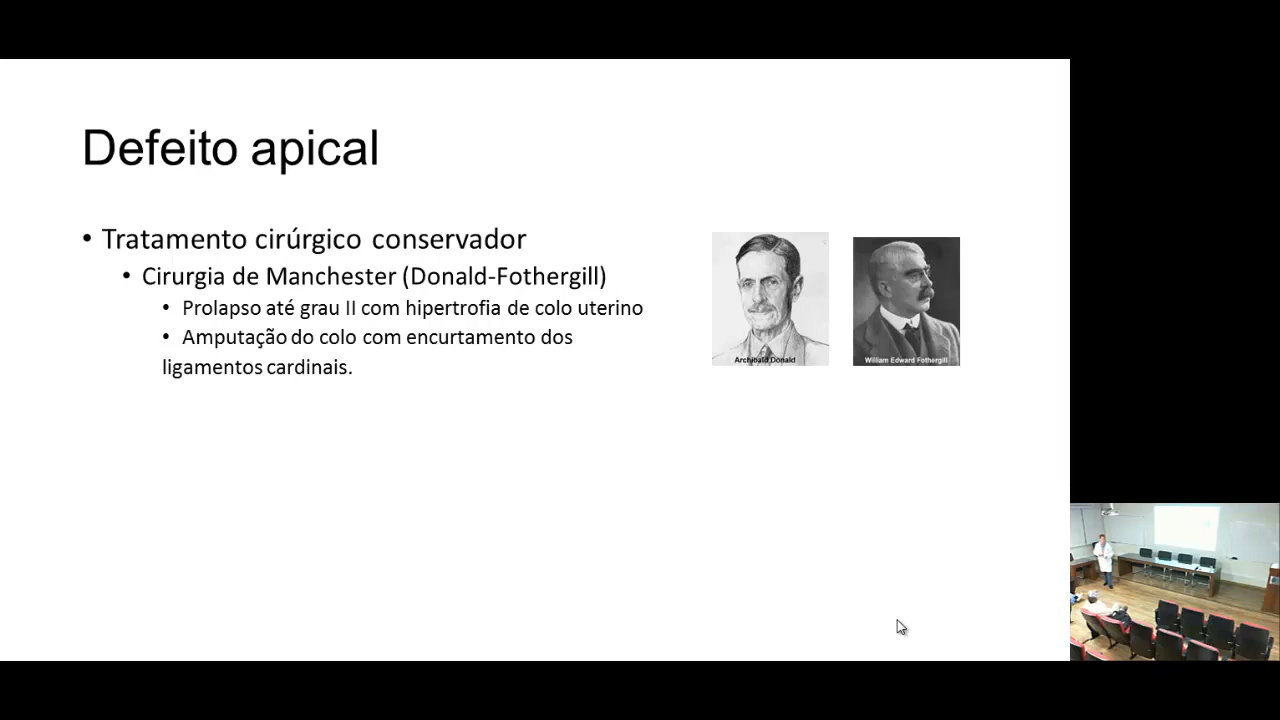 Defeito apical
• Tratamento cirúrgico conservador
• Cirurgia de Manchester (Donald-Fothergill)
• Prolapso até grau II com hipertrofia de colo uterino
• Amputação do colo com encurtamento dos
ligamentos cardinais.
Archibald Donald
William Edward Fothergill